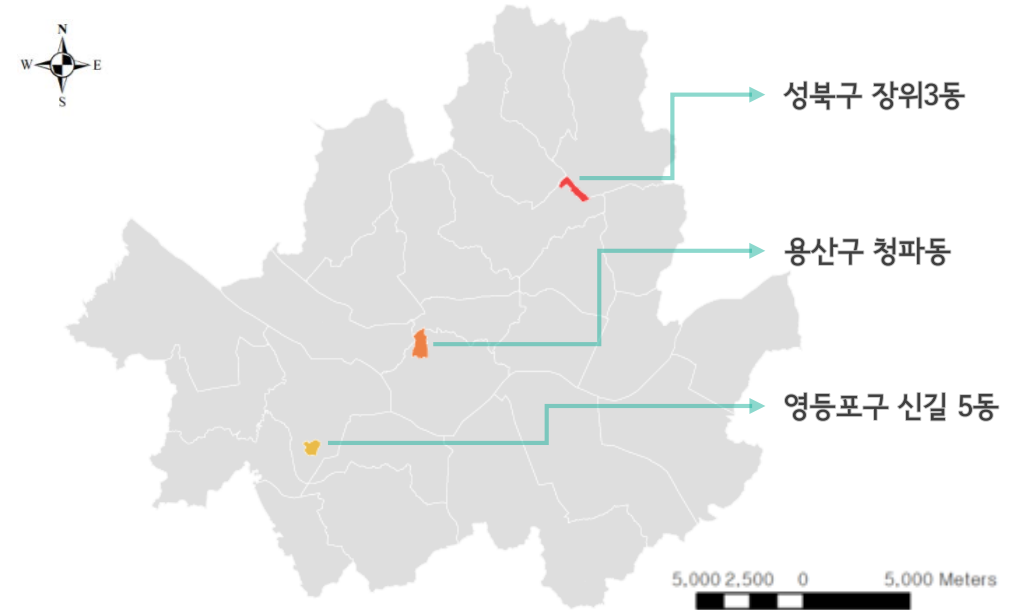 N
W E
S
성북구 장위3동
용산구 청파동
영등포구 신길 5동
5,000 2,500 0 5,000 Meters